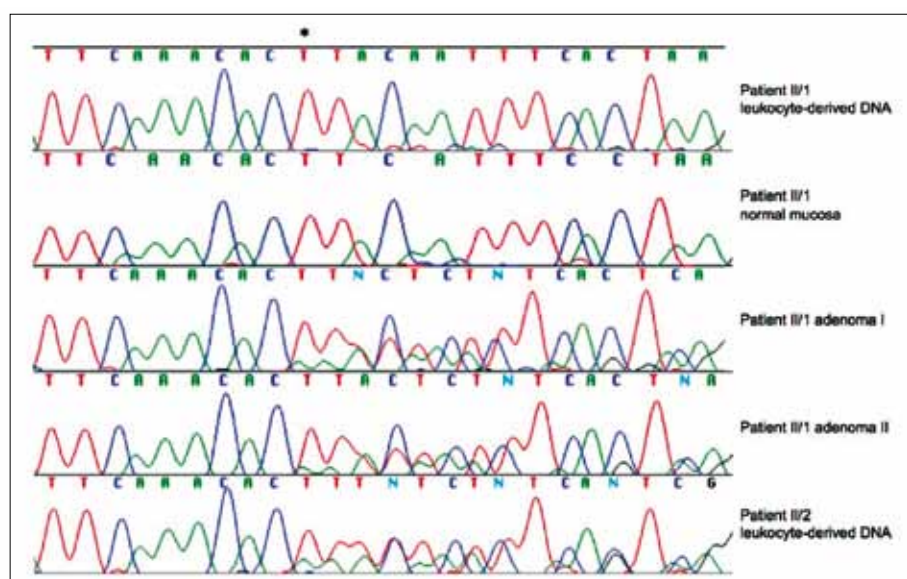 *
T T C A A A C A C T T A C A A T T T C A C T A A
Patient II/1
leukocyte-derived DNA
T T C A A C A C T T C A T T T C C T A A
Patient II/1
normal mucosa
T T C A A A C A C T T N C T C T N T C A C T C A
Patient II/1 adenoma I
T T C A A A C A C T T A C T C T N T C A C T N A
Patient II/1 adenoma II
T T C A A A C A C T T T N T C T N T C A N T C G
Patient II/2
leukocyte-derived DNA